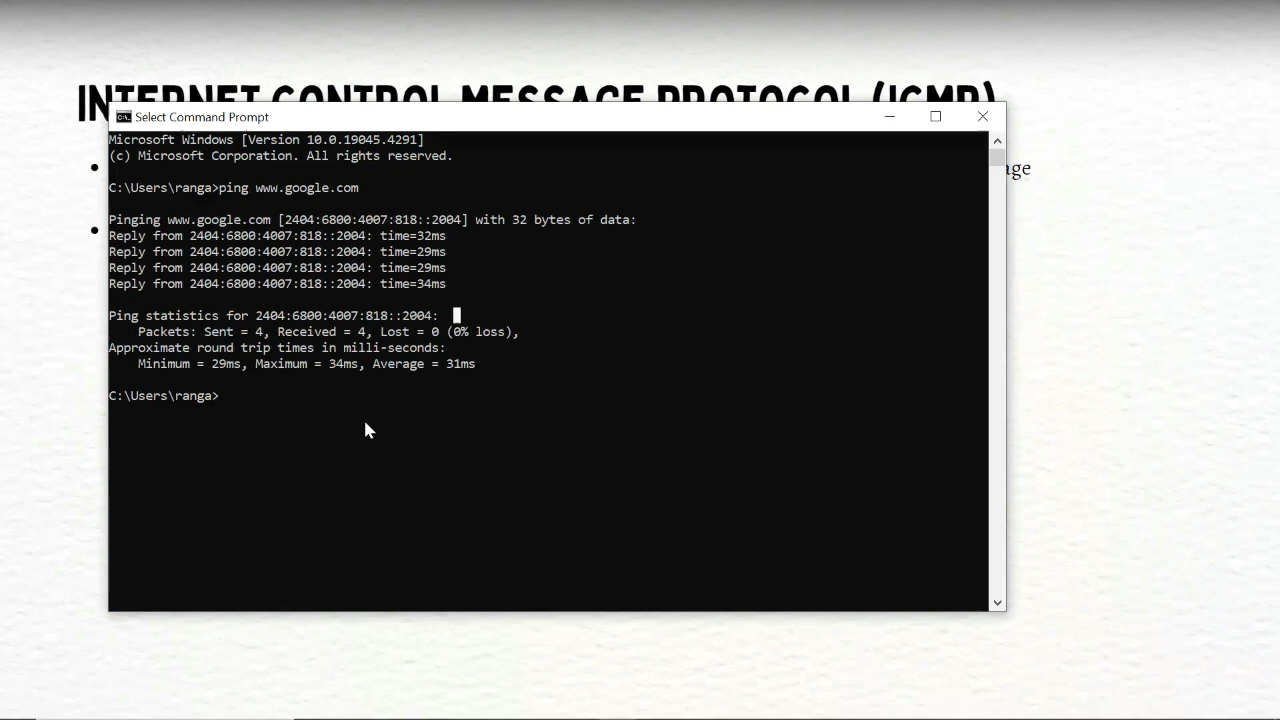 INTERNET CONTROL MESSAGE PROTOCOL (ICMP)
Select Command Prompt
Microsoft Windows [Version 10.0.19045.4291]
(c) Microsoft Corporation. All rights reserved.
C:\Users\ranga>ping www.google.com
Pinging www.google.com [2404:6800:4007:818::2004] with 32 bytes of data:
Reply from 2404:6800:4007:818::2004: time=32ms
Reply from 2404:6800:4007:818::2004: time=29ms
Reply from 2404:6800:4007:818::2004: time=29ms
Reply from 2404:6800:4007:818::2004: time=34ms
Ping statistics for 2404:6800:4007:818::2004:
Packets: Sent = 4, Received = 4, Lost = 0 (0% loss),
Approximate round trip times in milli-seconds:
Minimum = 29ms, Maximum = 34ms, Average = 31ms
C:\Users\ranga>